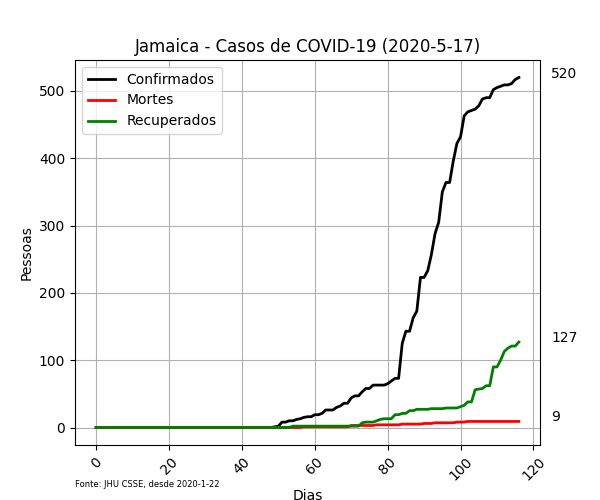 Jamaica - Casos de COVID-19 (2020-5-17)
Confirmados
Mortes
Recuperados
520
127
9
Pessoas
500
400
300
200
100
0
0 20 40 60 80 100 120
Fonte: JHU CSSE, desde 2020-1-22
Dias